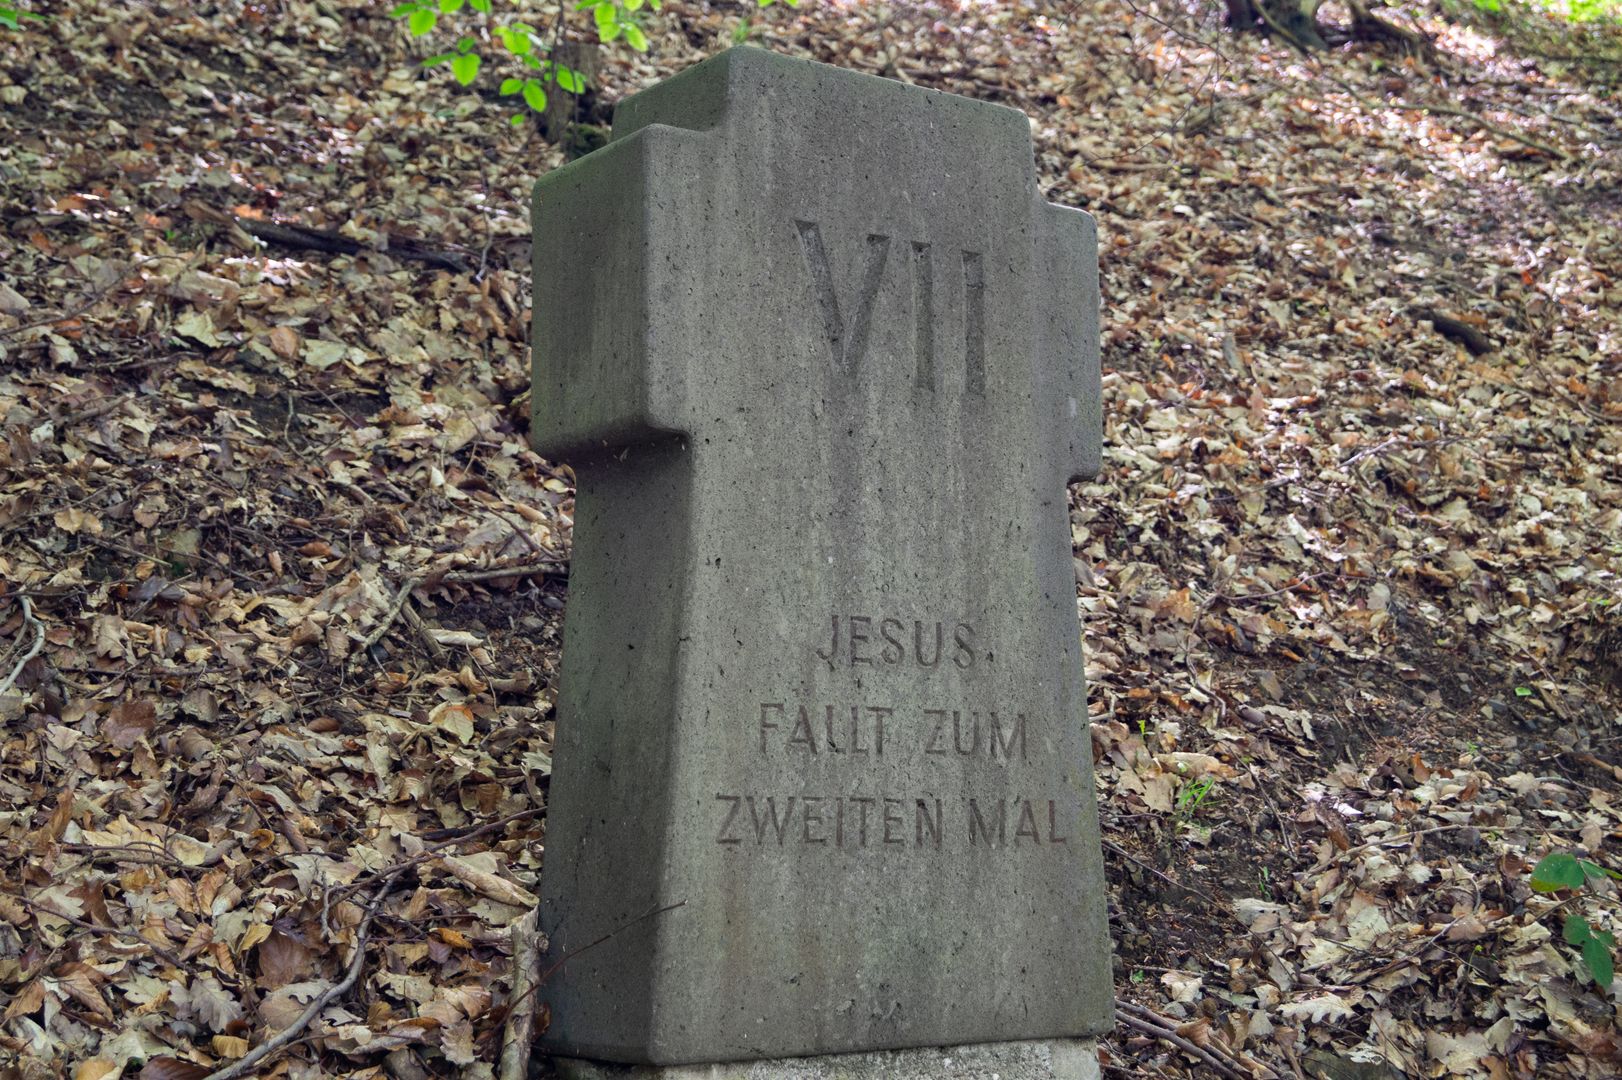 VII
JESUS
FALLT ZUM
ZWEITEN MAL